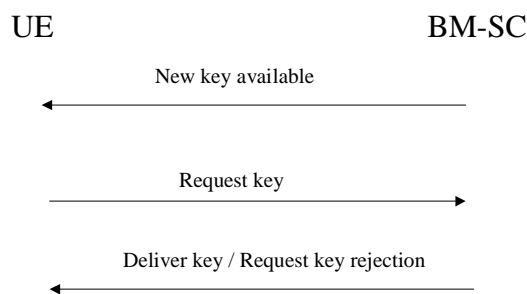 UE BM-SC
New key available
Request key
Deliver key / Request key rejection